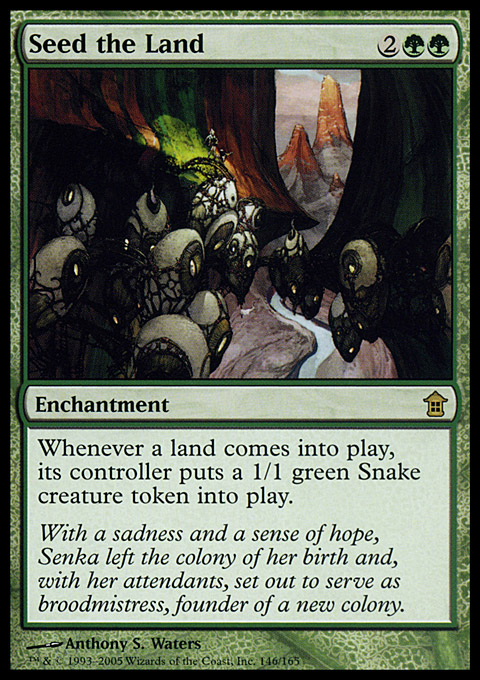 Seed the Land 2
Enchantment
Whenever a land comes into play,
its controller puts a 1/1 green Snake
creature token into play.
With a sadness and a sense of hope,
Senka left the colony of her birth and,
with her attendants, set out to serve as
broodmistress, founder of a new colony.
Anthony S. Waters
™ & © 1993–2005 Wizards of the Coast, Inc. 146/165